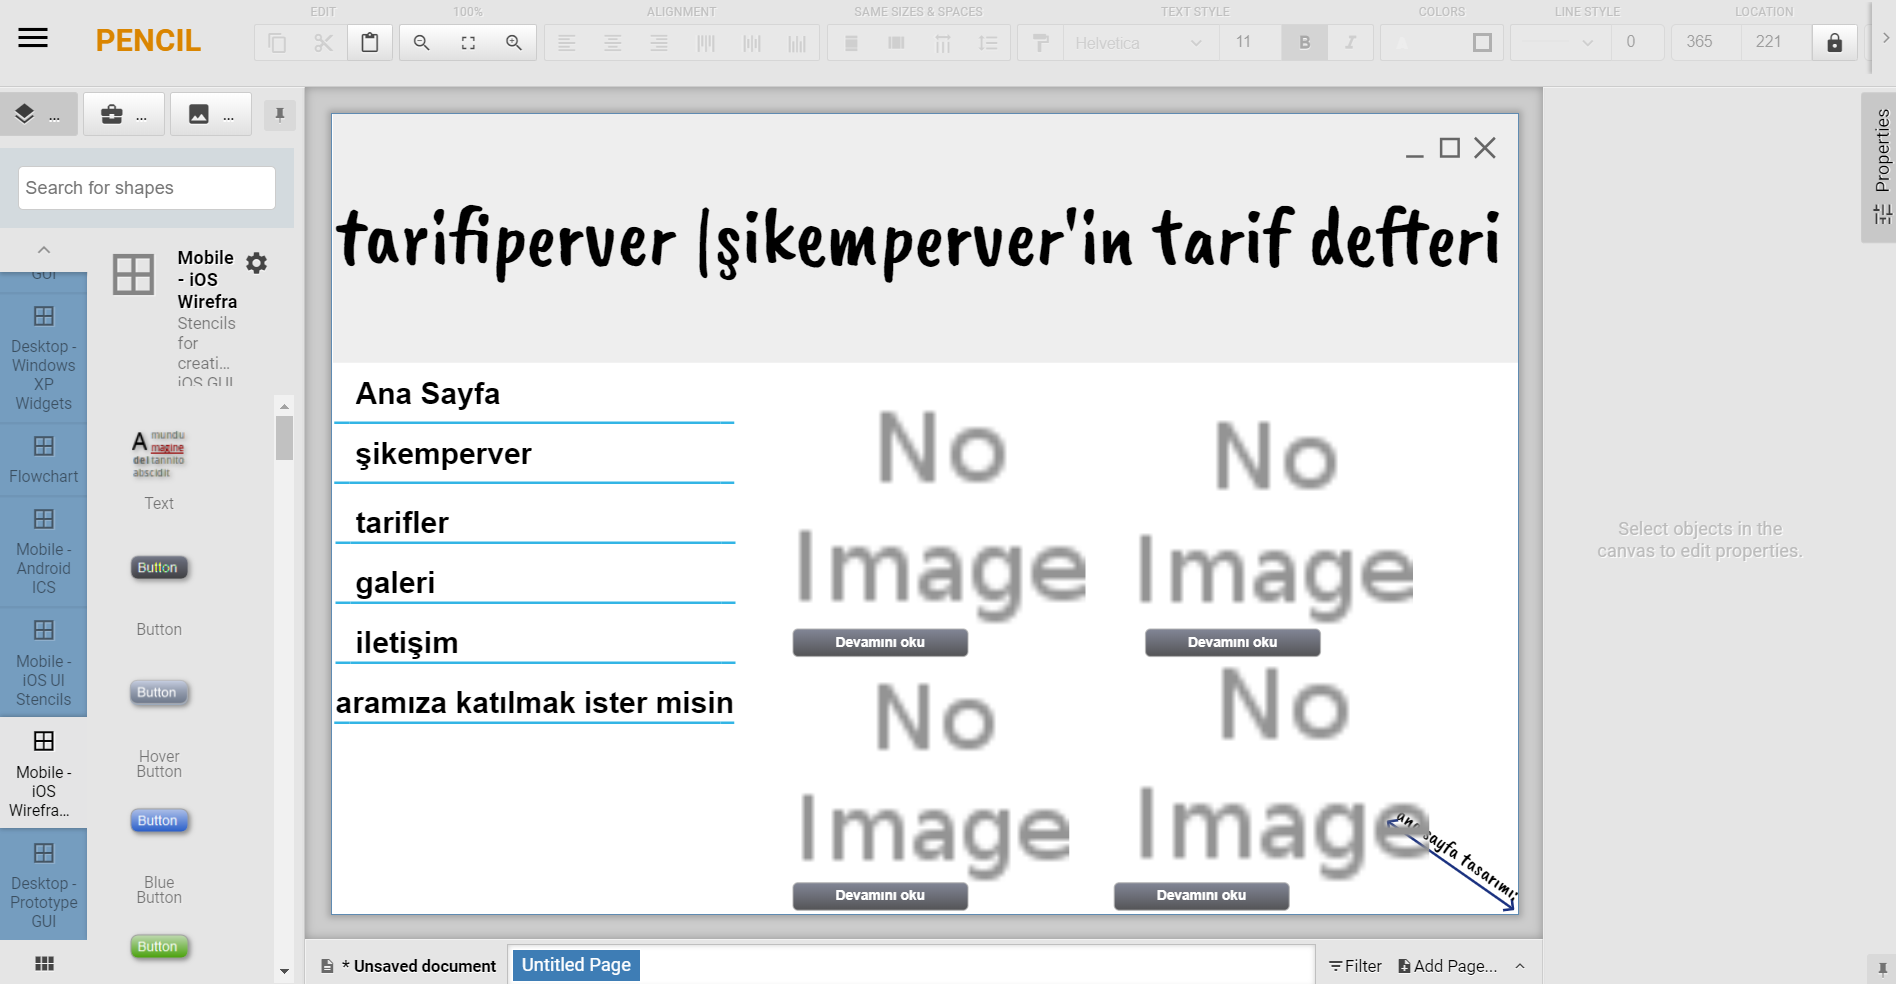 EDIT
100%
ALIGNMENT
SAME SIZES & SPACES
TEXT STYLE
COLORS
LINE STYLE
LOCATION
PENCIL
Helvetica
11
B
I
A
0
365
221
...
...
...
Search for shapes
GUI
Desktop -
Windows
XP
Widgets
Flowchart
Mobile -
Android
ICS
Mobile -
iOS UI
Stencils
Mobile -
iOS
Wirefra...
Desktop -
Prototype
GUI
Mobile
- iOS
Wirefra
Stencils
for
creati...
iOS GUI
A mundu
magine
del tannito
abscidit
Text
Button
Button
Button
Hover
Button
Button
Blue
Button
Button
tarifiperver |şikemperver'in tarif defteri
Ana Sayfa
şikemperver
tarifler
galeri
iletişim
aramıza katılmak ister misin
No
Image
Devamını oku
No
Image
Devamını oku
No
Image
Devamını oku
No
Image
Devamını oku
ana sayfa tasarımı
Properties
Select objects in the
canvas to edit properties.
* Unsaved document
Untitled Page
Filter
Add Page...